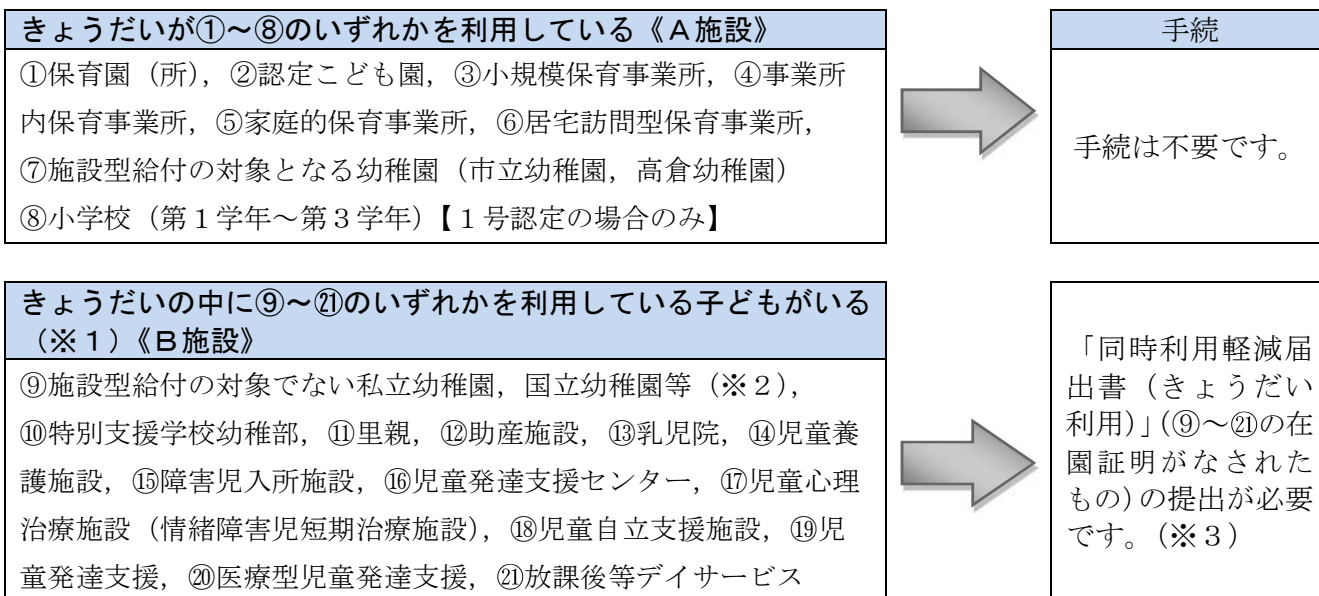 きょうだいが①～⑧のいずれかを利用している《Ａ施設》
①保育園（所），②認定こども園，③小規模保育事業所，④事業所
内保育事業所，⑤家庭的保育事業所，⑥居宅訪問型保育事業所，
⑦施設型給付の対象となる幼稚園（市立幼稚園，高倉幼稚園）
⑧小学校（第１学年～第３学年）【１号認定の場合のみ】
手続
手続は不要です。
きょうだいの中に⑨～㉑のいずれかを利用している子どもがいる
（※１）《Ｂ施設》
⑨施設型給付の対象でない私立幼稚園，国立幼稚園等（※２），
⑩特別支援学校幼稚部，⑪里親，⑫助産施設，⑬乳児院，⑭児童養
護施設，⑮障害児入所施設，⑯児童発達支援センター，⑰児童心理
治療施設（情緒障害児短期治療施設），⑱児童自立支援施設，⑲児
童発達支援，⑳医療型児童発達支援，㉑放課後等デイサービス
「同時利用軽減届
出書（きょうだい
利用）」（⑨～㉑の在
園証明がなされた
もの）の提出が必要
です。（※３）